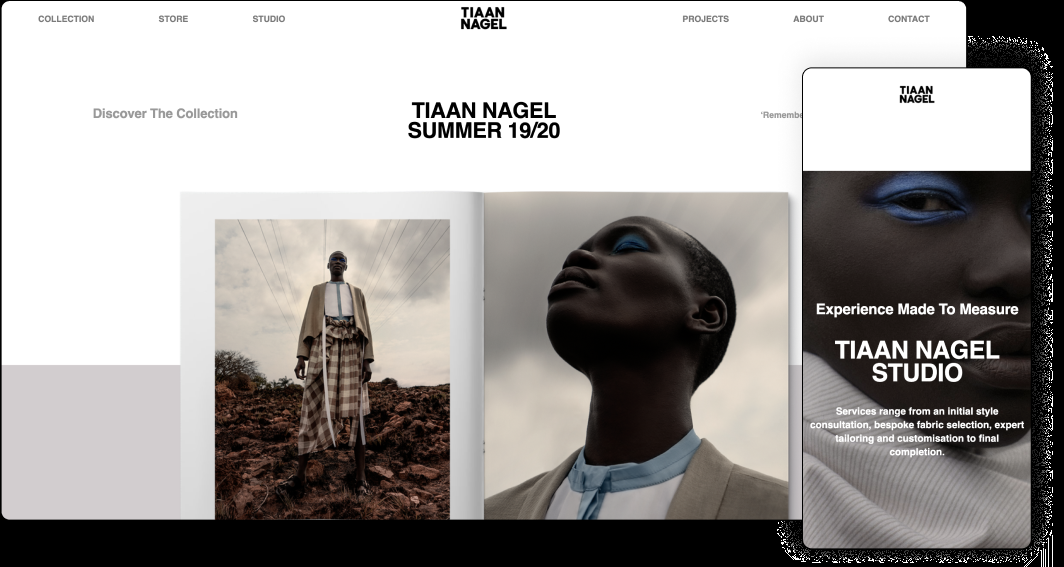 COLLECTION STORE STUDIO
TIAAN
NAGEL
PROJECTS ABOUT CONTACT
Discover The Collection
TIAAN NAGEL
SUMMER 19/20
TIAAN
NAGEL
Experience Made To Measure
TIAAN NAGEL
STUDIO
Services range from an initial style
consultation, bespoke fabric selection, expert
tailoring and customisation to final
completion.